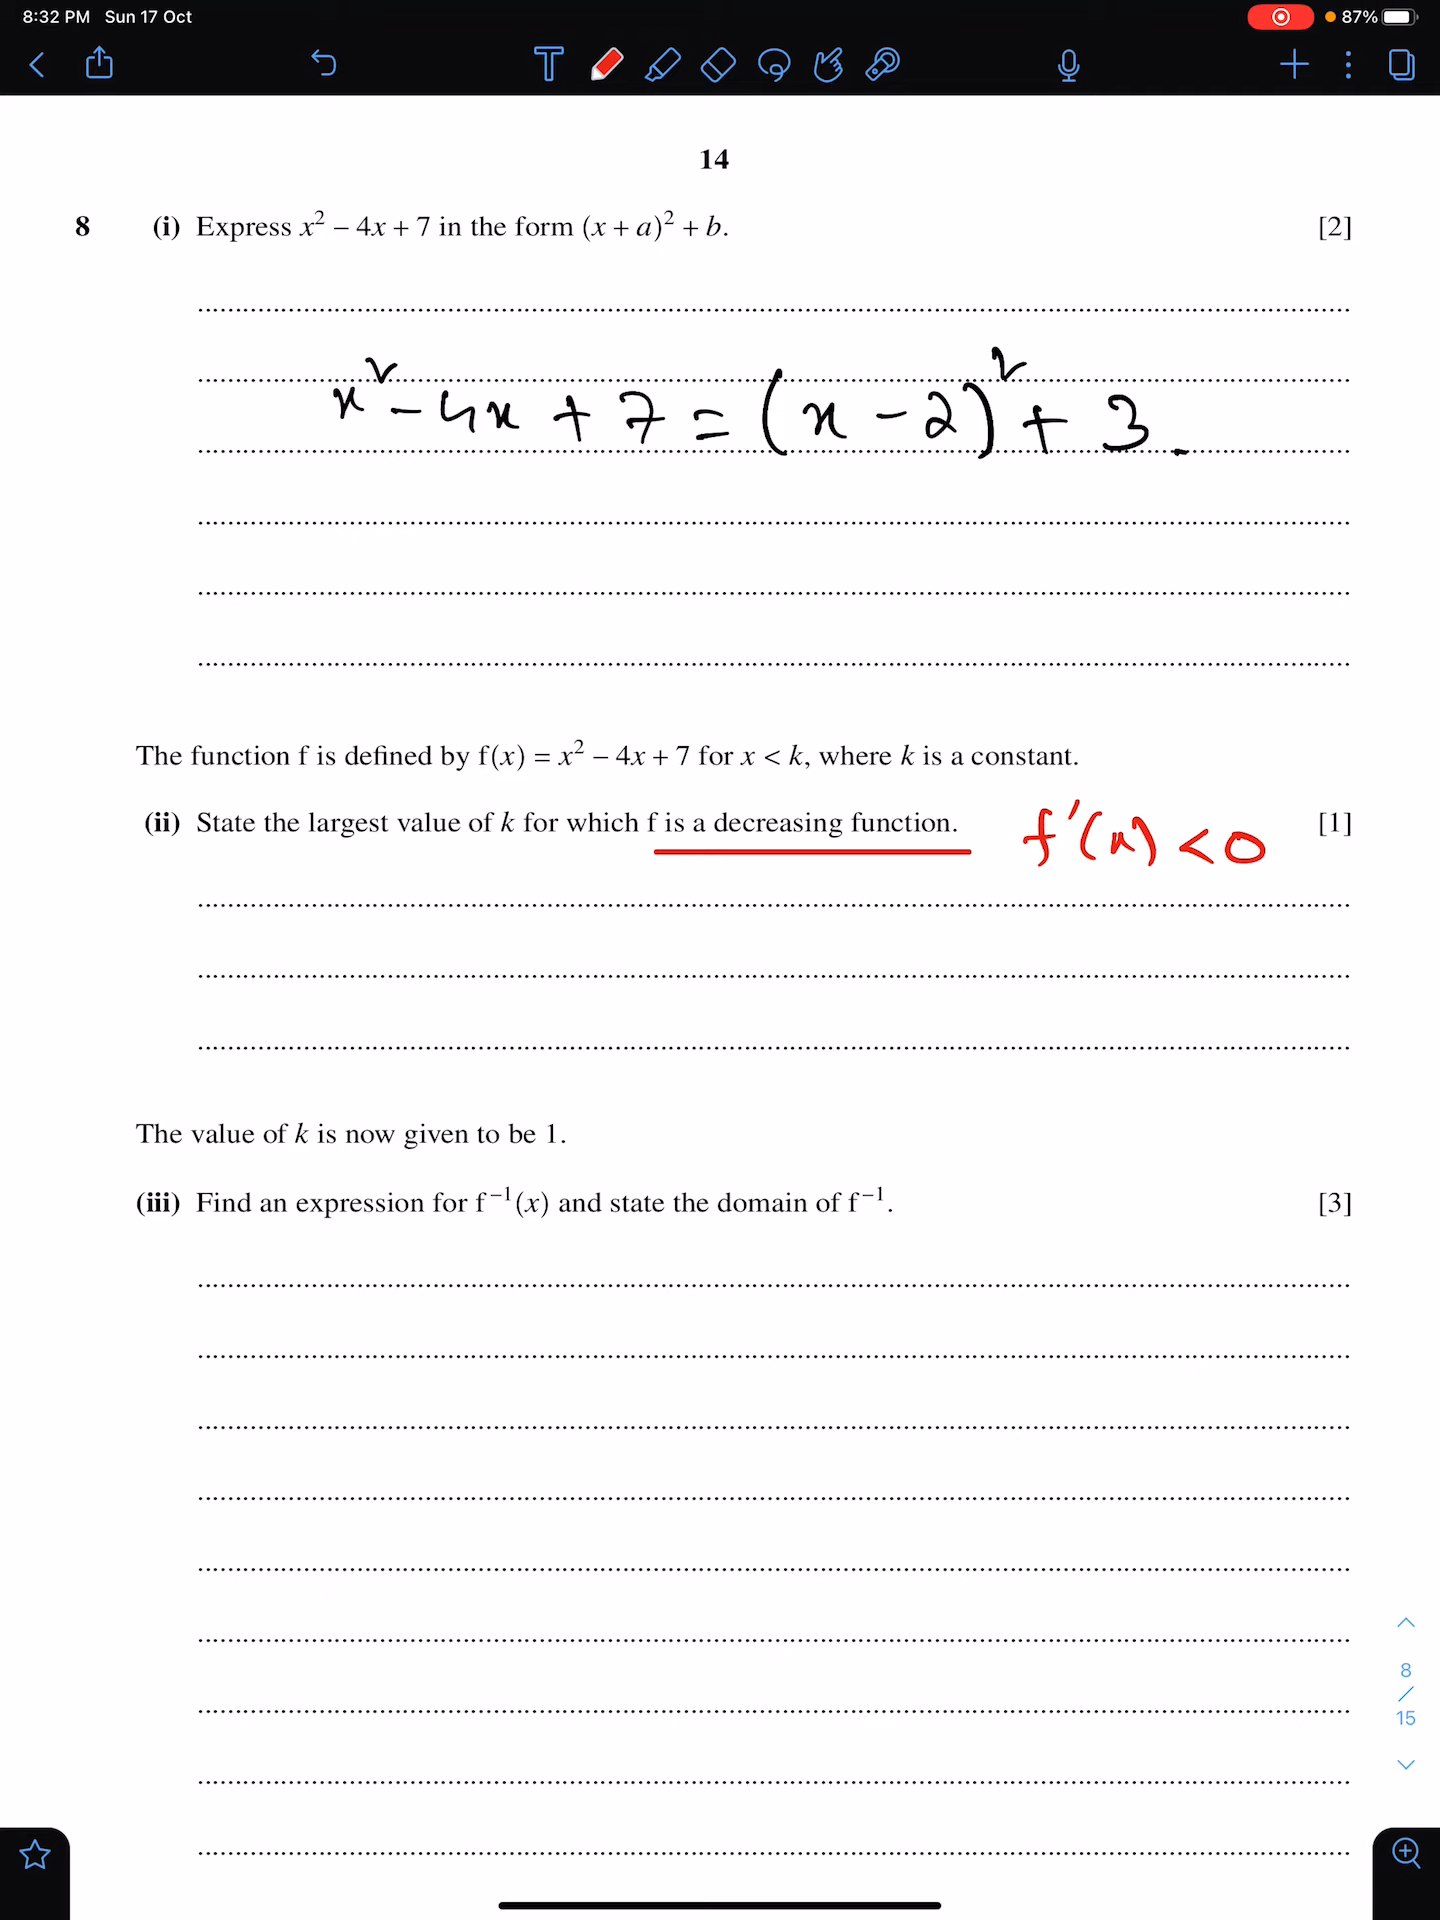 8:32 PM Sun 17 Oct
87%
14
8 (i) Express x² – 4x + 7 in the form (x + a)² + b. [2]
x² - 4x + 7 = (x - 2)² + 3.
The function f is defined by f(x) = x² – 4x + 7 for x < k, where k is a constant.
(ii) State the largest value of k for which f is a decreasing function. f'(x) < 0 [1]
The value of k is now given to be 1.
(iii) Find an expression for f⁻¹(x) and state the domain of f⁻¹. [3]
8
/
15